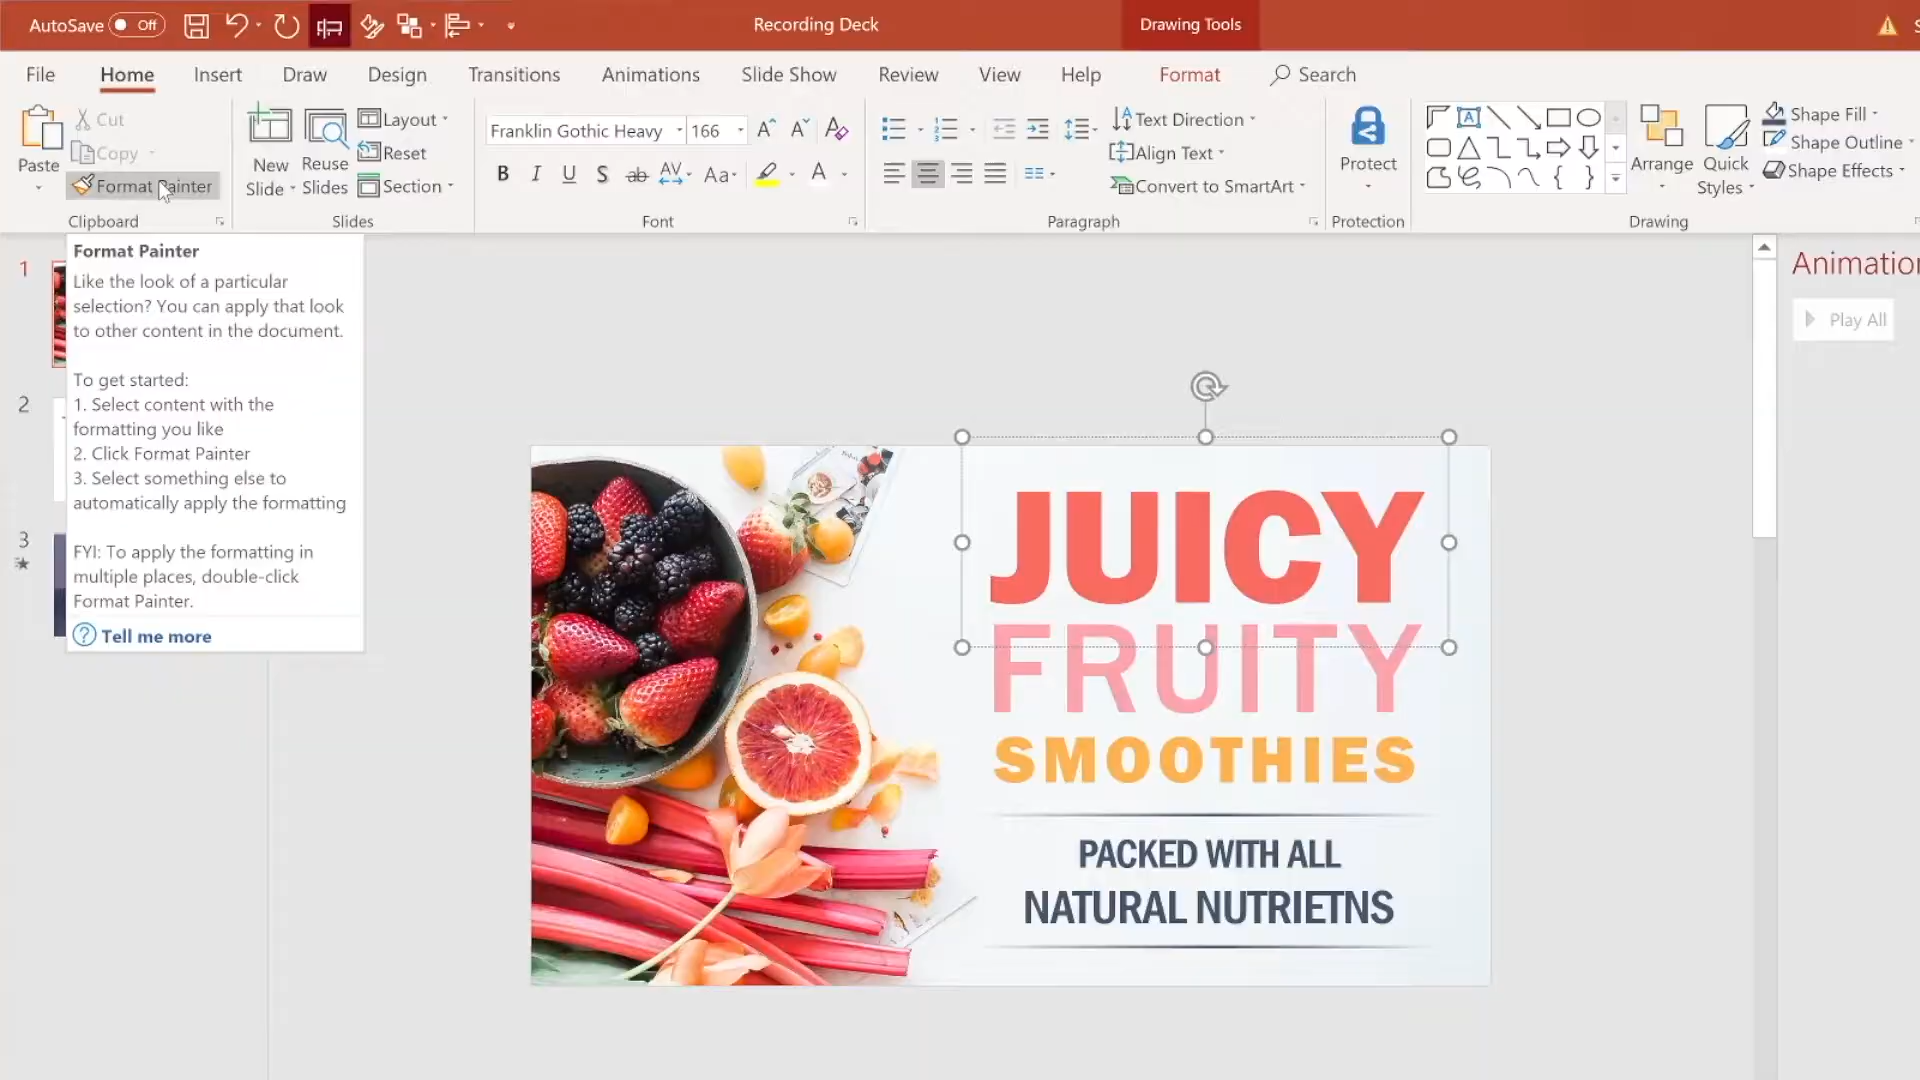 AutoSave Off
Recording Deck
Drawing Tools
File Home Insert Draw Design Transitions Animations Slide Show Review View Help Format Search
Paste
Cut
Copy
Format Painter
Clipboard
New
Slide
Reuse
Slides
Layout
Reset
Section
Slides
Franklin Gothic Heavy 166
B I U S ab AV Aa A
Font
Text Direction
Align Text
Convert to SmartArt
Paragraph
Protect
Protection
Arrange
Quick
Styles
Shape Fill
Shape Outline
Shape Effects
Drawing
Format Painter
Like the look of a particular
selection? You can apply that look
to other content in the document.
To get started:
1. Select content with the
formatting you like
2. Click Format Painter
3. Select something else to
automatically apply the formatting
FYI: To apply the formatting in
multiple places, double-click
Format Painter.
Tell me more
1
2
3
JUICY
FRUITY
SMOOTHIES
PACKED WITH ALL
NATURAL NUTRIETNS
Animation
Play All